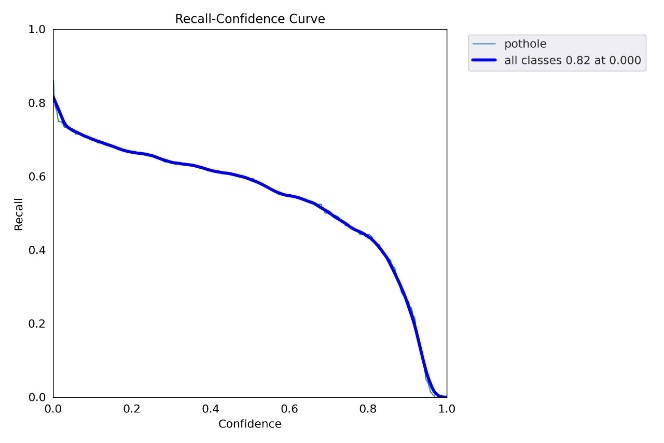 Recall-Confidence Curve
1.0
0.8
0.6
0.4
0.2
0.0
Recall
0.0 0.2 0.4 0.6 0.8 1.0
Confidence
pothole
all classes 0.82 at 0.000